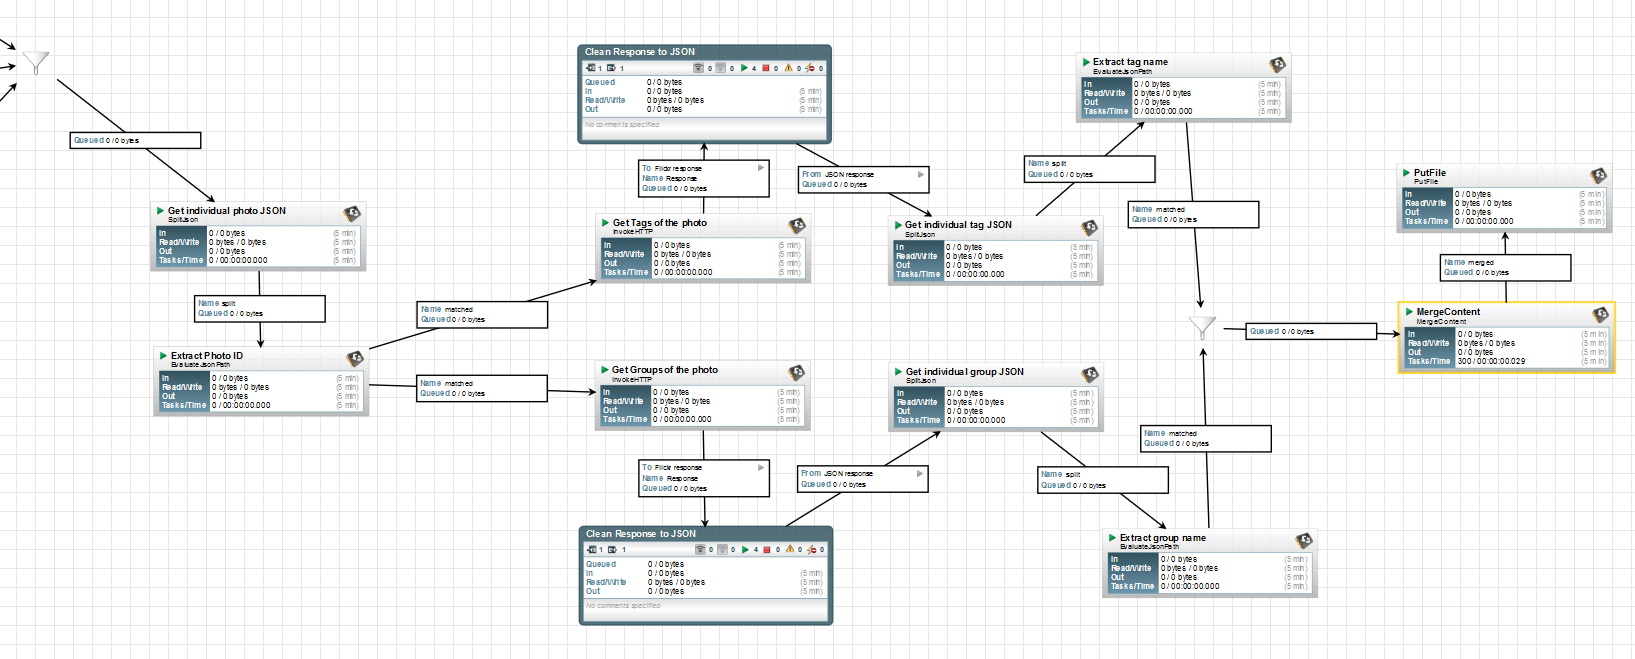 Queued 0 / 0 bytes
Get individual photo JSON
SplitJson
In 0 / 0 bytes (5 min)
Read/Write 0 bytes / 0 bytes (5 min)
Out 0 / 0 bytes (5 min)
Tasks/Time 0 / 00:00:00.000 (5 min)
Name split
Queued 0 / 0 bytes
Extract Photo ID
EvaluateJsonPath
In 0 / 0 bytes (5 min)
Read/Write 0 bytes / 0 bytes (5 min)
Out 0 / 0 bytes (5 min)
Tasks/Time 0 / 00:00:00.000 (5 min)
Name matched
Queued 0 / 0 bytes
Name matched
Queued 0 / 0 bytes
Clean Response to JSON
1 1 0 0 4 0 0 0
Queued 0 / 0 bytes
In 0 / 0 bytes (5 min)
Read/Write 0 bytes / 0 bytes (5 min)
Out 0 / 0 bytes (5 min)
No comments specified
To Flickr response
Name Response
Queued 0 / 0 bytes
From JSON response
Queued 0 / 0 bytes
Get Tags of the photo
InvokeHTTP
In 0 / 0 bytes (5 min)
Read/Write 0 bytes / 0 bytes (5 min)
Out 0 / 0 bytes (5 min)
Tasks/Time 0 / 00:00:00.000 (5 min)
Get Groups of the photo
InvokeHTTP
In 0 / 0 bytes (5 min)
Read/Write 0 bytes / 0 bytes (5 min)
Out 0 / 0 bytes (5 min)
Tasks/Time 0 / 00:00:00.000 (5 min)
To Flickr response
Name Response
Queued 0 / 0 bytes
From JSON response
Queued 0 / 0 bytes
Clean Response to JSON
1 1 0 0 4 0 0 0
Queued 0 / 0 bytes
In 0 / 0 bytes (5 min)
Read/Write 0 bytes / 0 bytes (5 min)
Out 0 / 0 bytes (5 min)
No comments specified
Extract tag name
EvaluateJsonPath
In 0 / 0 bytes (5 min)
Read/Write 0 bytes / 0 bytes (5 min)
Out 0 / 0 bytes (5 min)
Tasks/Time 0 / 00:00:00.000 (5 min)
Name split
Queued 0 / 0 bytes
Get individual tag JSON
SplitJson
In 0 / 0 bytes (5 min)
Read/Write 0 bytes / 0 bytes (5 min)
Out 0 / 0 bytes (5 min)
Tasks/Time 0 / 00:00:00.000 (5 min)
Name matched
Queued 0 / 0 bytes
Get individual group JSON
SplitJson
In 0 / 0 bytes (5 min)
Read/Write 0 bytes / 0 bytes (5 min)
Out 0 / 0 bytes (5 min)
Tasks/Time 0 / 00:00:00.000 (5 min)
Name split
Queued 0 / 0 bytes
Name matched
Queued 0 / 0 bytes
Extract group name
EvaluateJsonPath
In 0 / 0 bytes (5 min)
Read/Write 0 bytes / 0 bytes (5 min)
Out 0 / 0 bytes (5 min)
Tasks/Time 0 / 00:00:00.000 (5 min)
Queued 0 / 0 bytes
PutFile
PutFile
In 0 / 0 bytes (5 min)
Read/Write 0 bytes / 0 bytes (5 min)
Out 0 / 0 bytes (5 min)
Tasks/Time 0 / 00:00:00.000 (5 min)
Name merged
Queued 0 / 0 bytes
MergeContent
MergeContent
In 0 / 0 bytes (5 min)
Read/Write 0 bytes / 0 bytes (5 min)
Out 0 / 0 bytes (5 min)
Tasks/Time 300 / 00:00:00.029 (5 min)